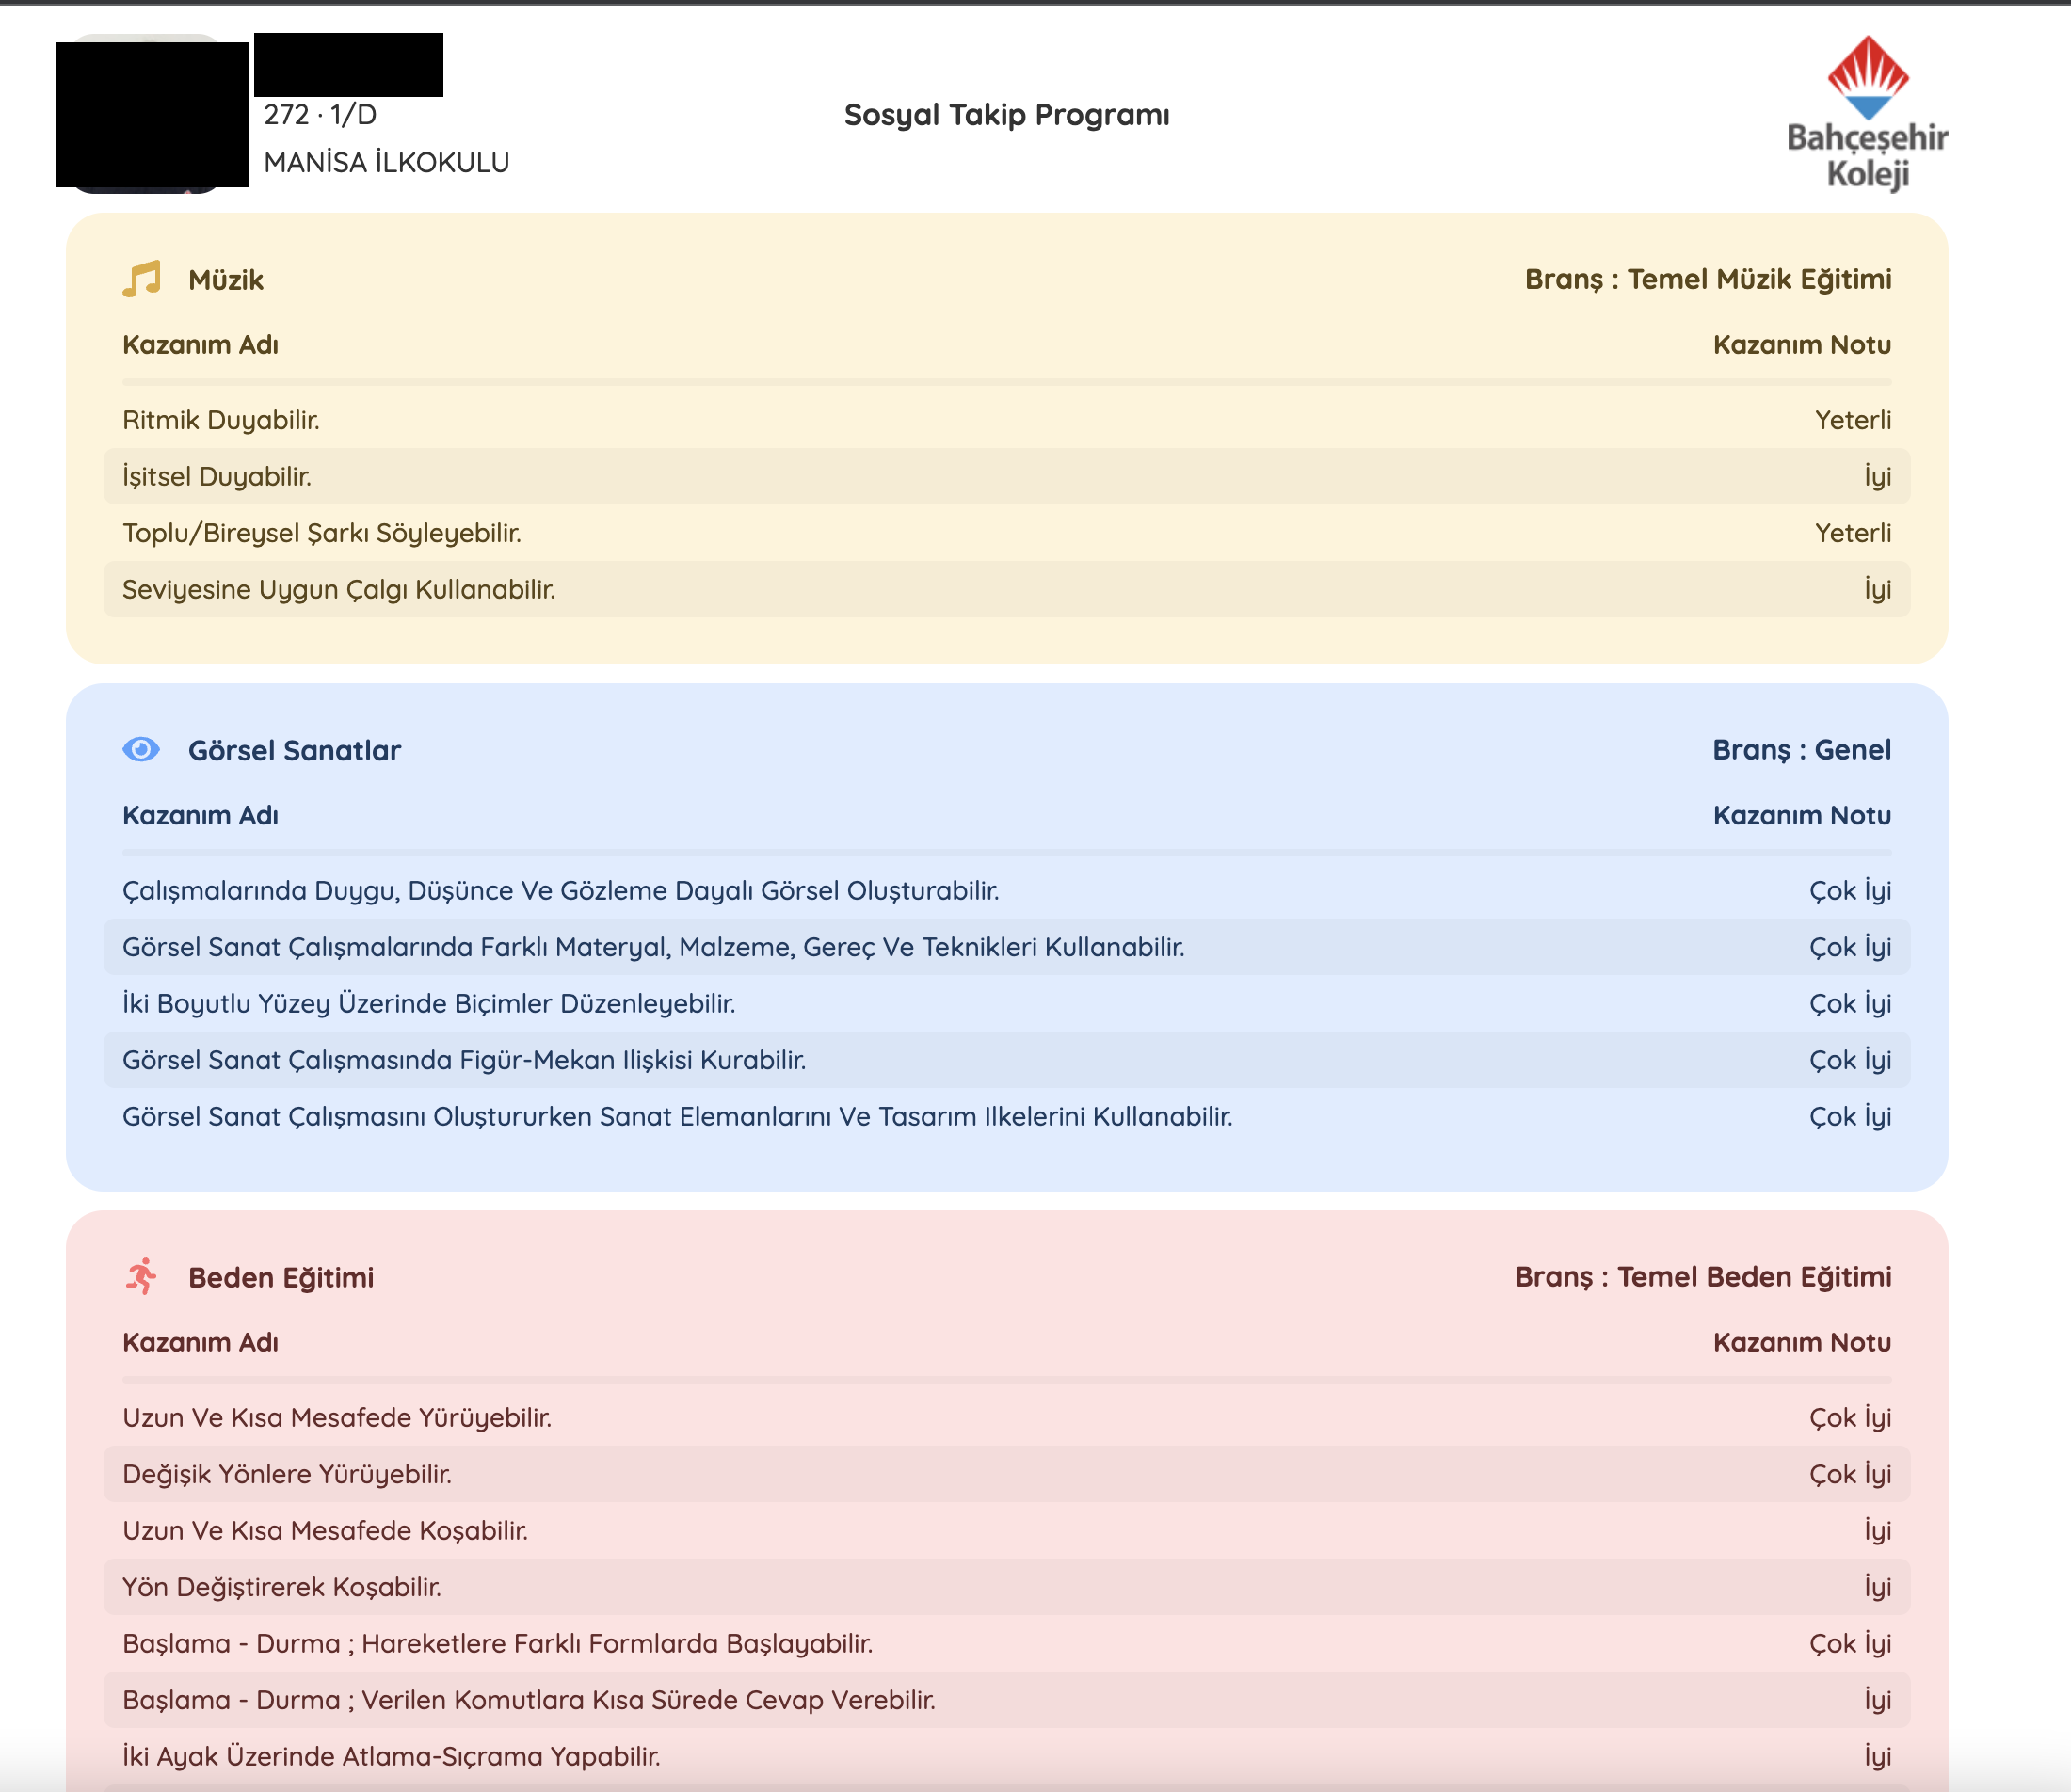 272 · 1/D
MANİSA İLKOKULU
Sosyal Takip Programı
Bahçeşehir
Koleji
Müzik Branş : Temel Müzik Eğitimi
Kazanım Adı Kazanım Notu
Ritmik Duyabilir. Yeterli
İşitsel Duyabilir. İyi
Toplu/Bireysel Şarkı Söyleyebilir. Yeterli
Seviyesine Uygun Çalgı Kullanabilir. İyi
Görsel Sanatlar Branş : Genel
Kazanım Adı Kazanım Notu
Çalışmalarında Duygu, Düşünce Ve Gözleme Dayalı Görsel Oluşturabilir. Çok İyi
Görsel Sanat Çalışmalarında Farklı Materyal, Malzeme, Gereç Ve Teknikleri Kullanabilir. Çok İyi
İki Boyutlu Yüzey Üzerinde Biçimler Düzenleyebilir. Çok İyi
Görsel Sanat Çalışmasında Figür-Mekan Ilişkisi Kurabilir. Çok İyi
Görsel Sanat Çalışmasını Oluştururken Sanat Elemanlarını Ve Tasarım Ilkelerini Kullanabilir. Çok İyi
Beden Eğitimi Branş : Temel Beden Eğitimi
Kazanım Adı Kazanım Notu
Uzun Ve Kısa Mesafede Yürüyebilir. Çok İyi
Değişik Yönlere Yürüyebilir. Çok İyi
Uzun Ve Kısa Mesafede Koşabilir. İyi
Yön Değiştirerek Koşabilir. İyi
Başlama - Durma ; Hareketlere Farklı Formlarda Başlayabilir. Çok İyi
Başlama - Durma ; Verilen Komutlara Kısa Sürede Cevap Verebilir. İyi
İki Ayak Üzerinde Atlama-Sıçrama Yapabilir. İyi